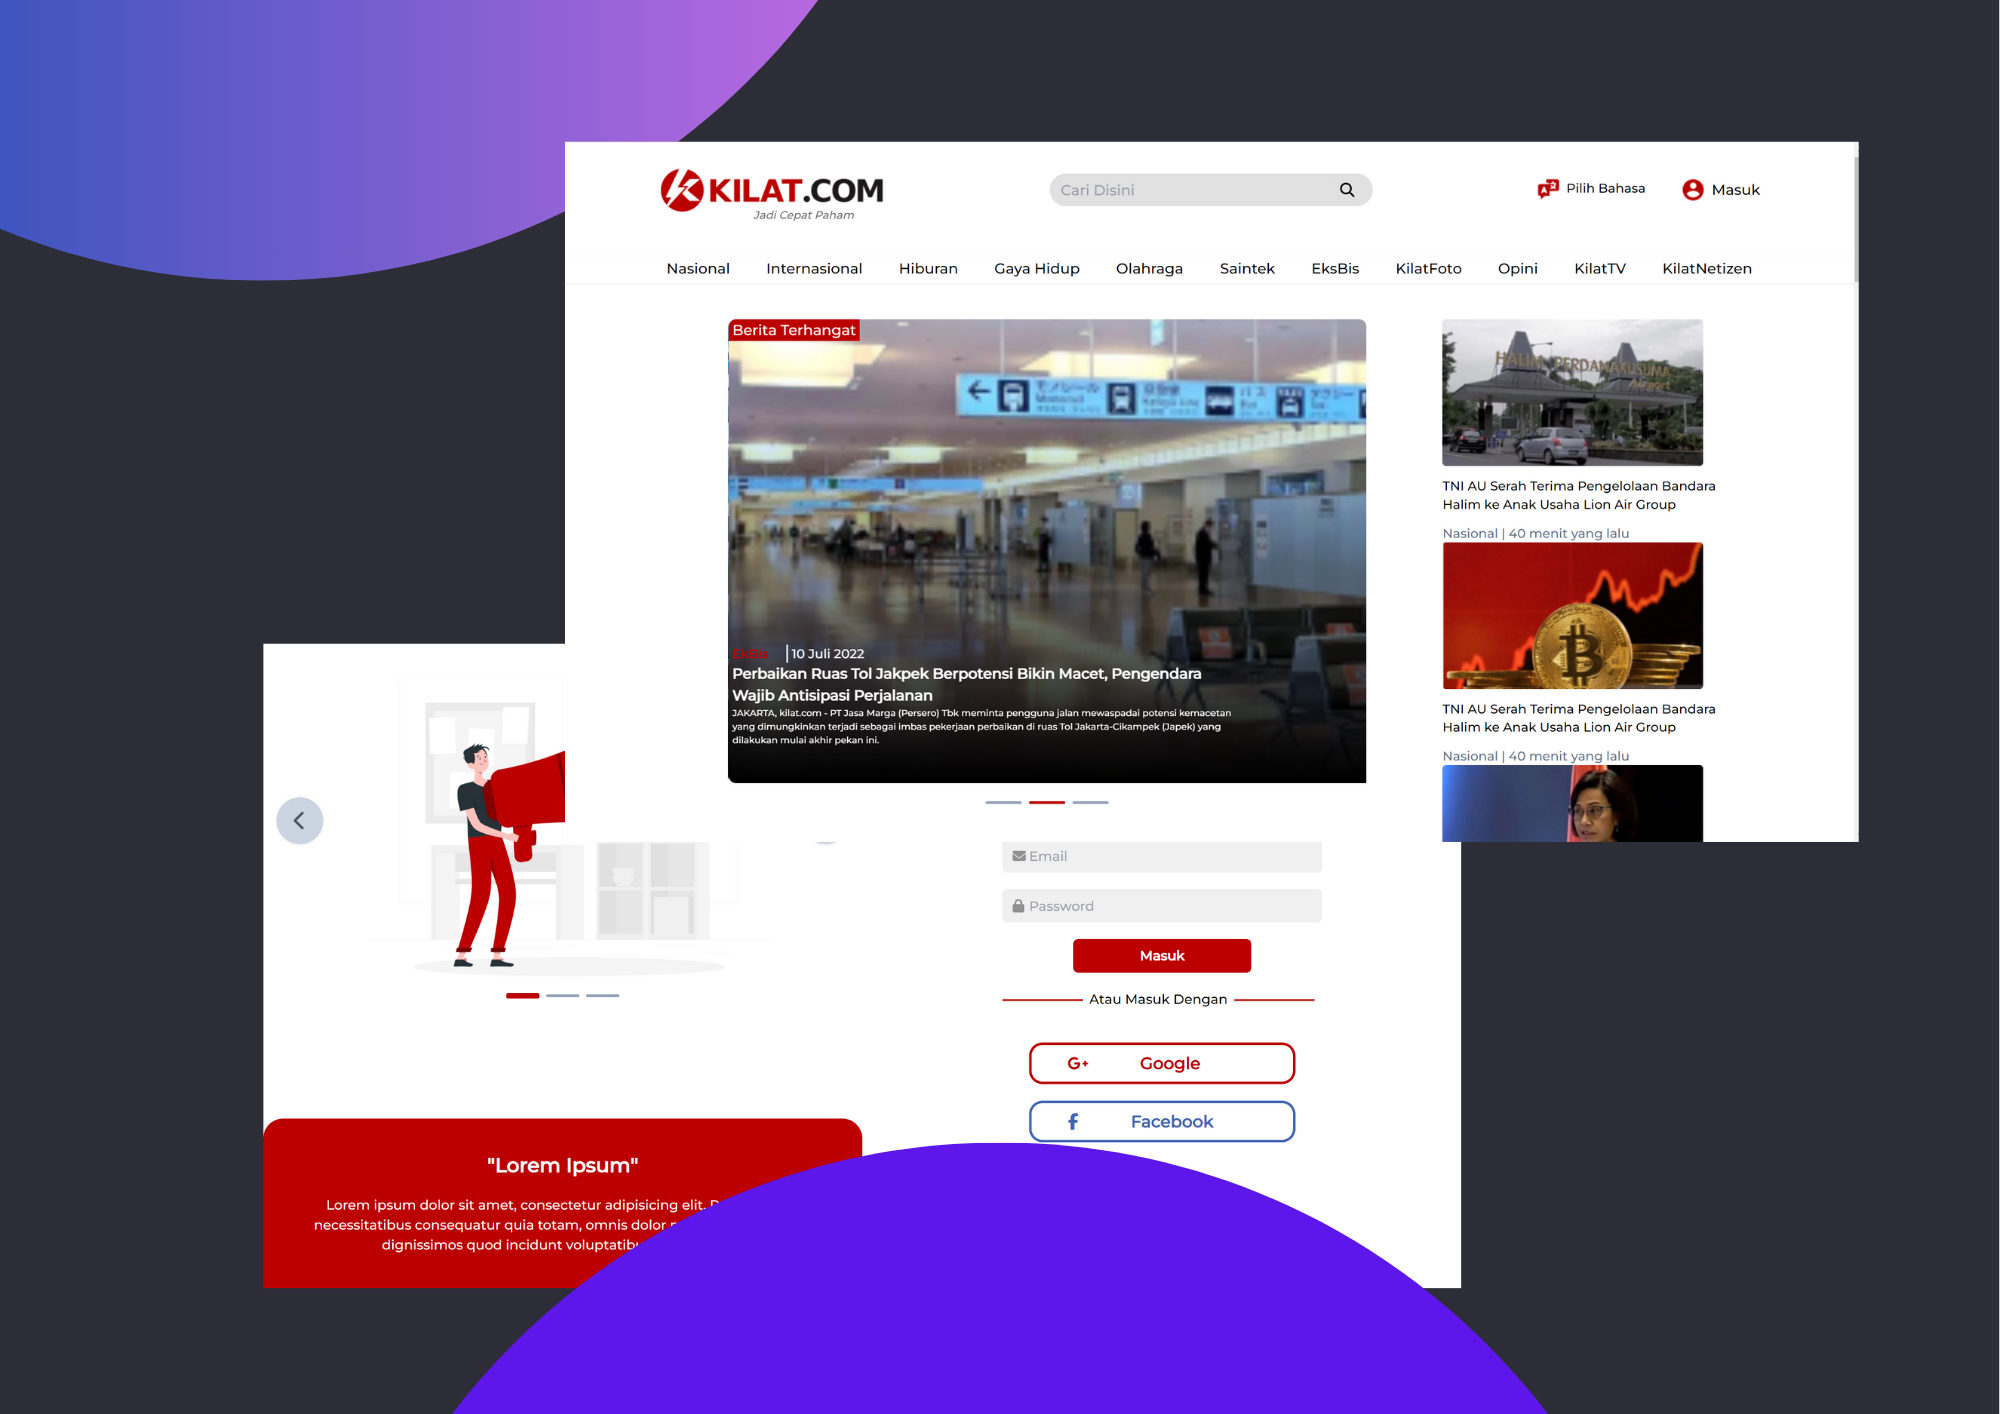 KILAT.COM
Jadi Cepat Paham
Cari Disini
Pilih Bahasa
Masuk
Nasional Internasional Hiburan Gaya Hidup Olahraga Saintek EksBis KilatFoto Opini KilatTV KilatNetizen
Berita Terhangat
EksBis | 10 Juli 2022
Perbaikan Ruas Tol Jakpek Berpotensi Bikin Macet, Pengendara
Wajib Antisipasi Perjalanan
JAKARTA, kilat.com - PT Jasa Marga (Persero) Tbk meminta pengguna jalan mewaspadai potensi kemacetan
yang dimungkinkan terjadi sebagai imbas pekerjaan perbaikan di ruas Tol Jakarta-Cikampek (Japek) yang
dilakukan mulai akhir pekan ini.
HALIM PERDANAKUSUMA
Airport
TNI AU Serah Terima Pengelolaan Bandara
Halim ke Anak Usaha Lion Air Group
Nasional | 40 menit yang lalu
TNI AU Serah Terima Pengelolaan Bandara
Halim ke Anak Usaha Lion Air Group
Nasional | 40 menit yang lalu
Email
Password
Masuk
Atau Masuk Dengan
G+ Google
f Facebook
"Lorem Ipsum"
Lorem ipsum dolor sit amet, consectetur adipisicing elit.
necessitatibus consequatur quia totam, omnis dolor
dignissimos quod incidunt